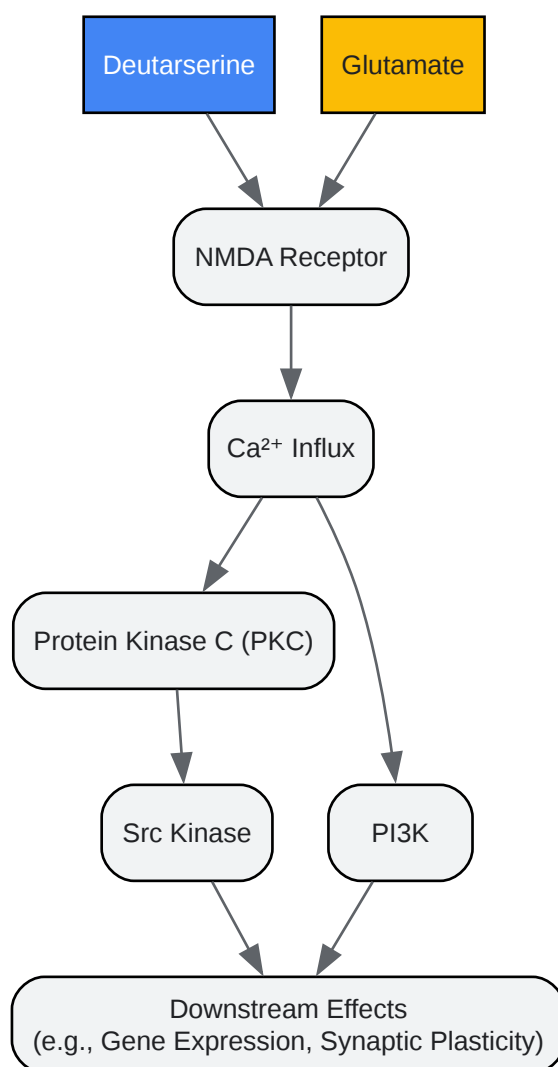 Deutarserine
Glutamate
NMDA Receptor
Ca²⁺ Influx
Protein Kinase C (PKC)
Src Kinase
PI3K
Downstream Effects
(e.g., Gene Expression, Synaptic Plasticity)